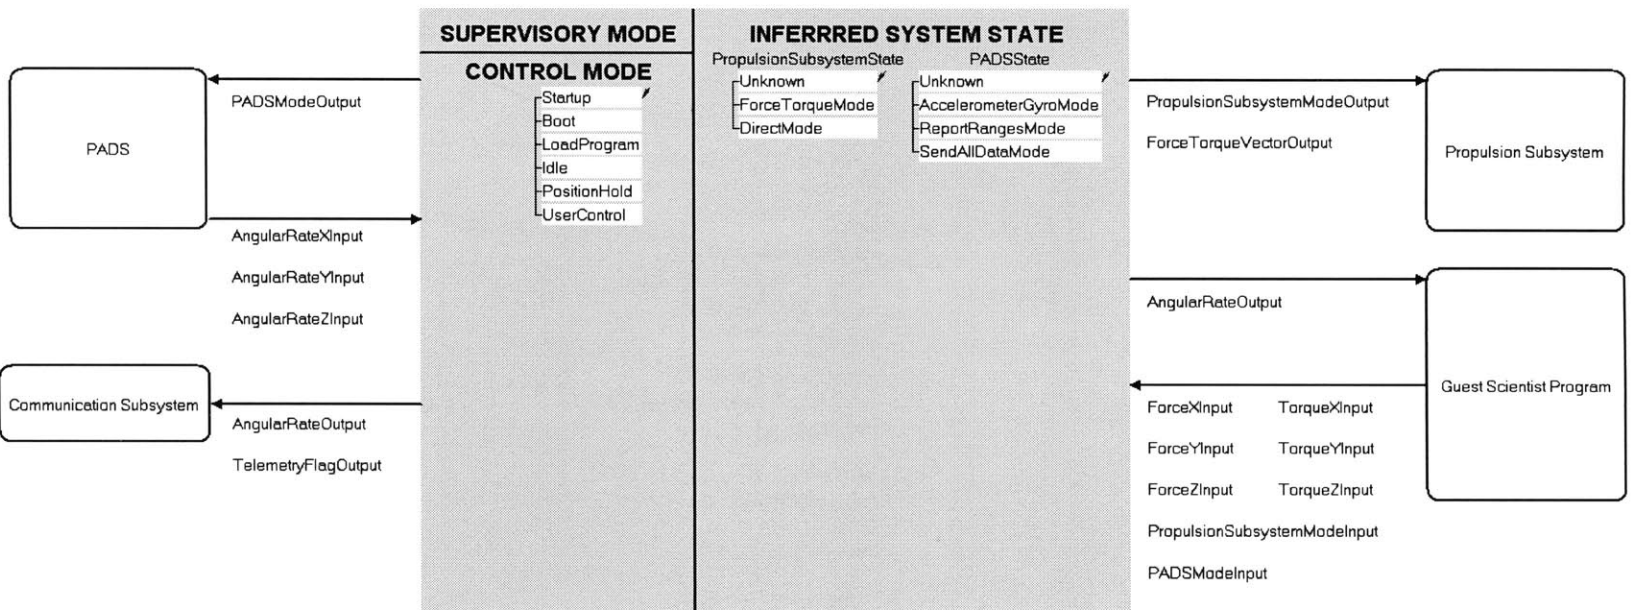 SUPERVISORY MODE
CONTROL MODE
Startup
Boot
LoadProgram
Idle
PositionHold
UserControl
INFERRRED SYSTEM STATE
PropulsionSubsystemState
Unknown
ForceTorqueMode
DirectMode
PADSState
Unknown
AccelerometerGyroMode
ReportRangesMode
SendAllDataMode
PADS
PADSModeOutput
AngularRateXInput
AngularRateYInput
AngularRateZInput
Communication Subsystem
AngularRateOutput
TelemetryFlagOutput
PropulsionSubsystemModeOutput
ForceTorqueVectorOutput
Propulsion Subsystem
AngularRateOutput
Guest Scientist Program
ForceXInput TorqueXInput
ForceYInput TorqueYInput
ForceZInput TorqueZInput
PropulsionSubsystemModeInput
PADSModeInput